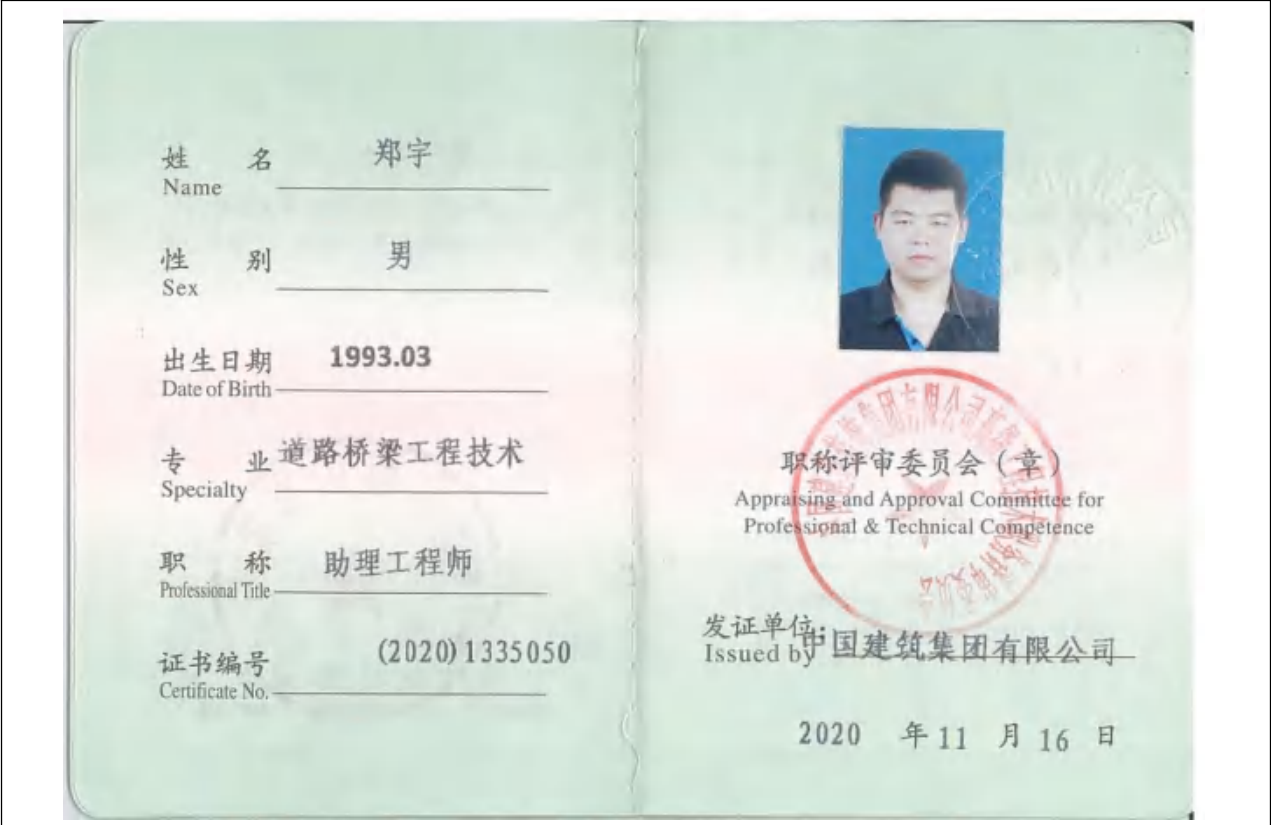 姓 名 郑宇
Name
性 别 男
Sex
出生日期 1993.03
Date of Birth
专 业 道路桥梁工程技术
Specialty
职 称 助理工程师
Professional Title
证书编号 (2020)1335050
Certificate No.
职称评审委员会(章)
Appraising and Approval Committee for
Professional & Technical Competence
发证单位:
Issued by 中国建筑集团有限公司
2020 年 11 月 16 日